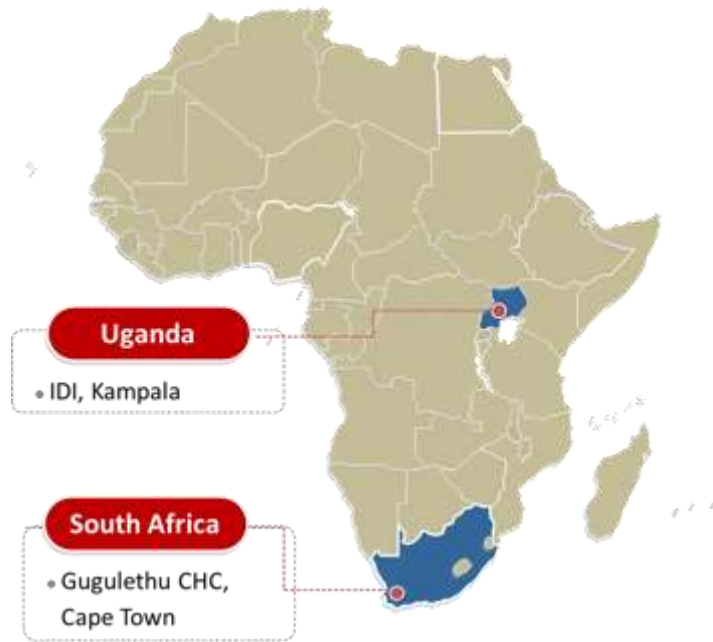 Uganda
• IDI, Kampala
South Africa
• Gugulethu CHC,
Cape Town